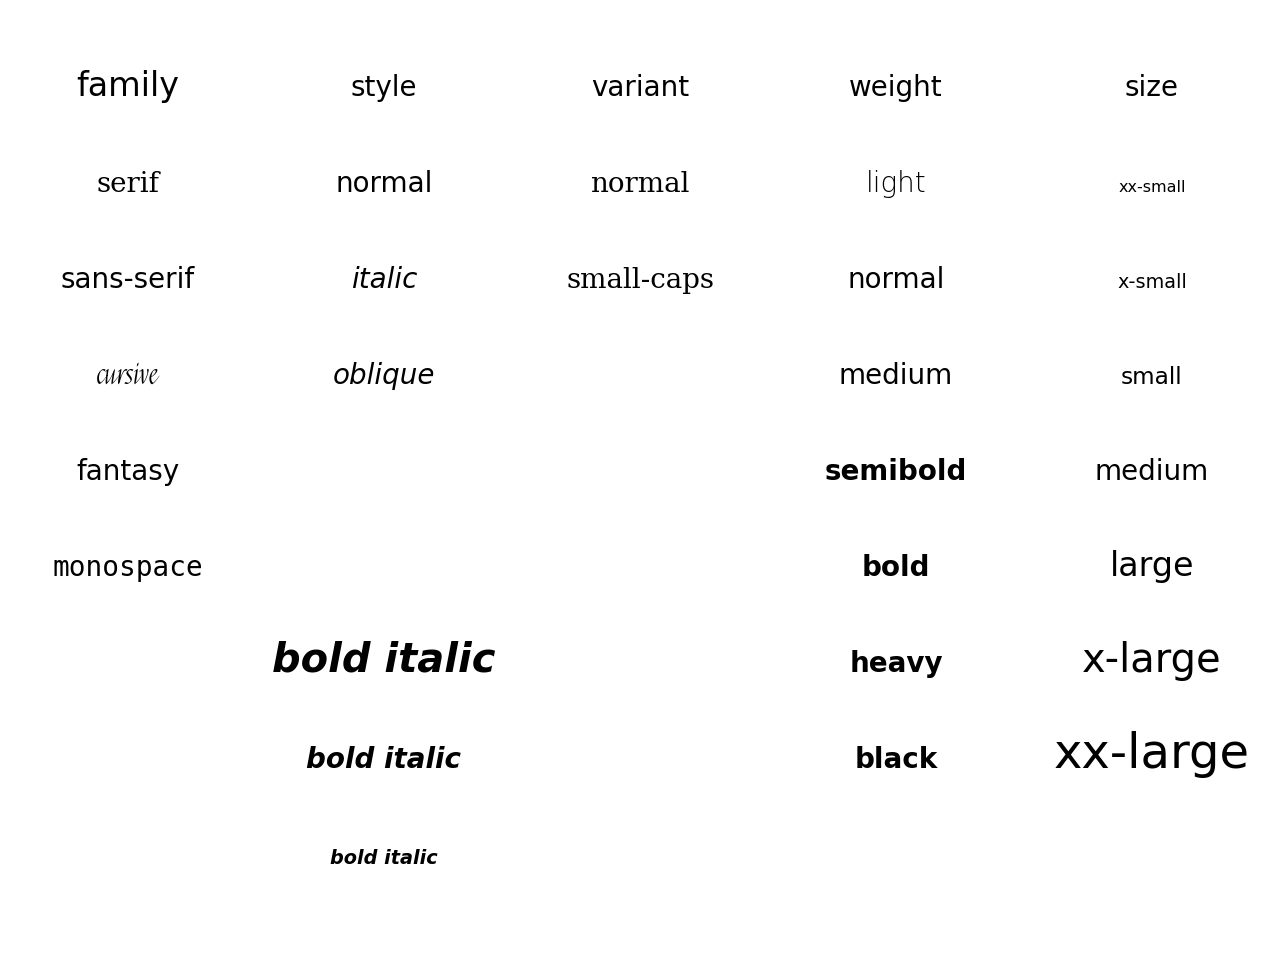 family style variant weight size
serif normal normal light xx-small
sans-serif italic small-caps normal x-small
cursive oblique medium small
fantasy semibold medium
monospace bold large
bold italic heavy x-large
bold italic black xx-large
bold italic